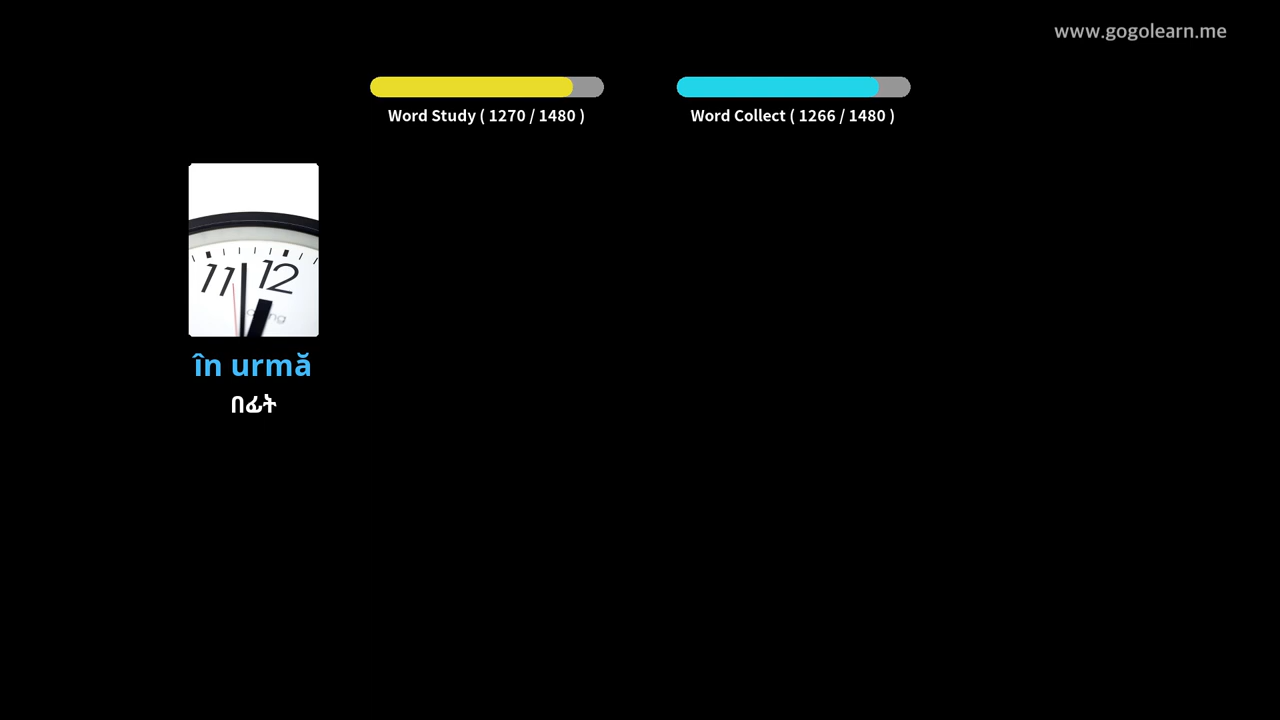 www.gogolearn.me
Word Study ( 1270 / 1480 )
Word Collect ( 1266 / 1480 )
11 12
în urmă
በፊት